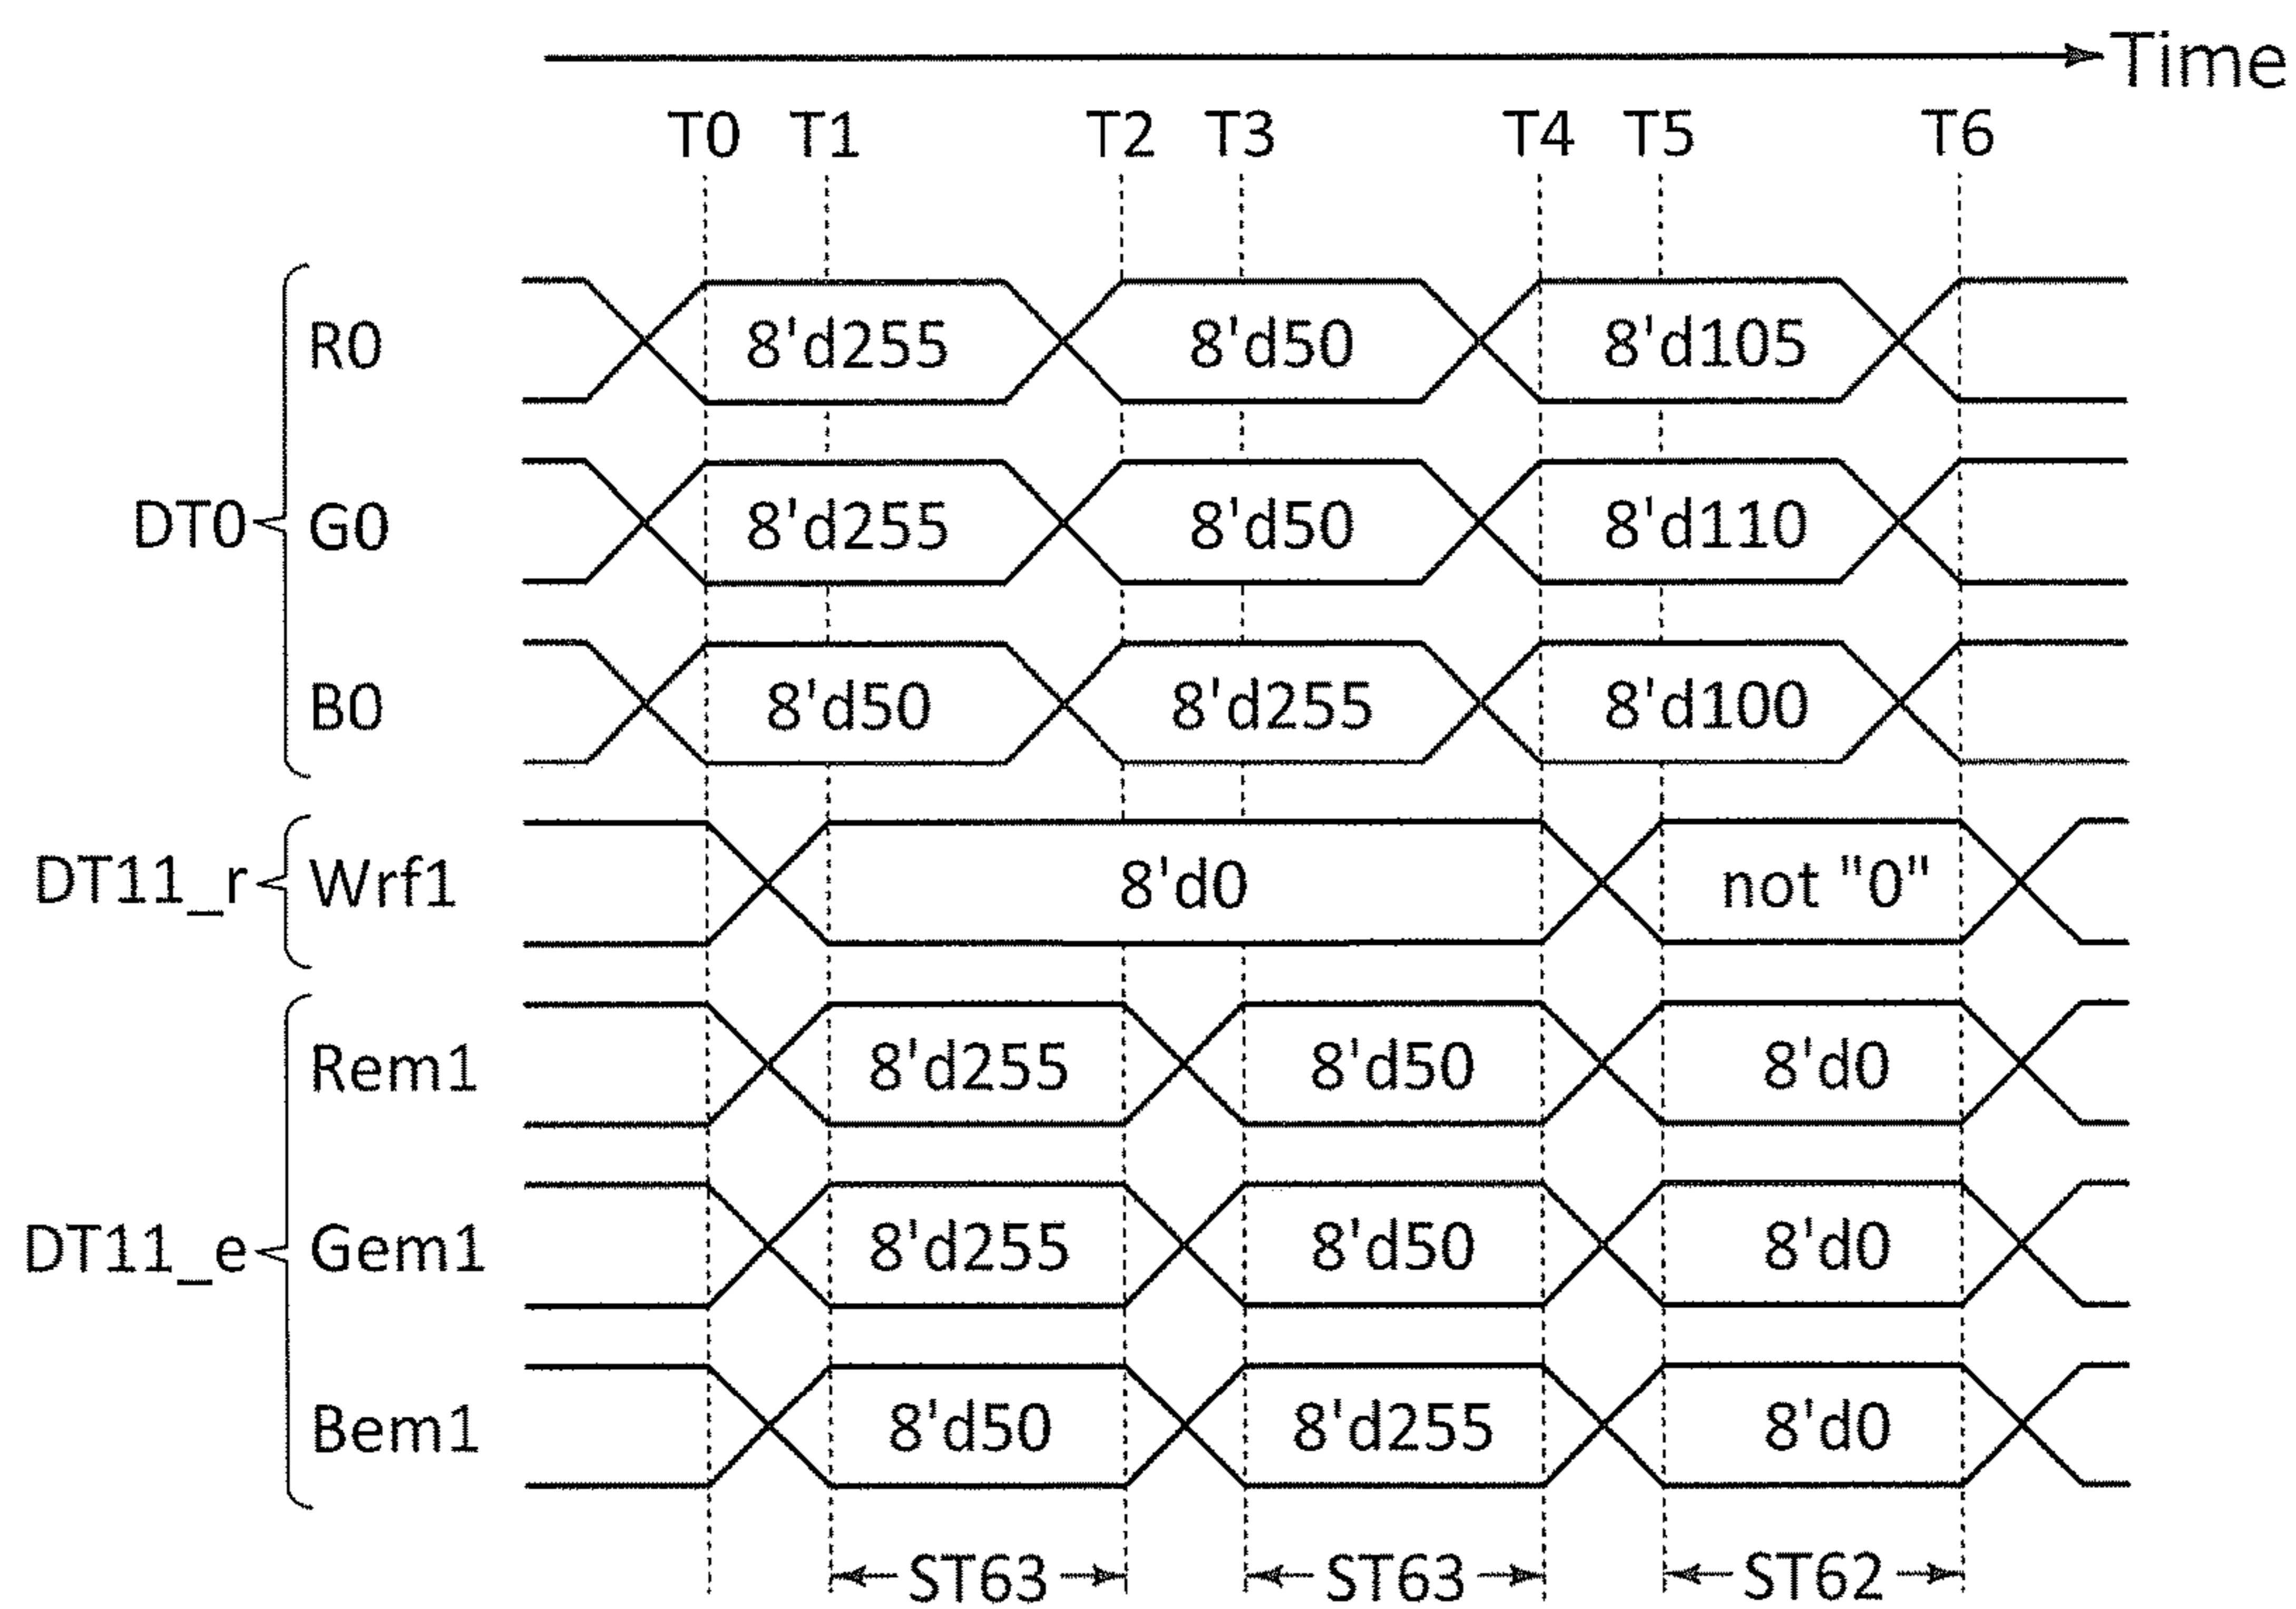 Time
T0 T1 T2 T3 T4 T5 T6
R0 8'd255 8'd50 8'd105
DT0 G0 8'd255 8'd50 8'd110
B0 8'd50 8'd255 8'd100
DT11_r Wrf1 8'd0 not "0"
Rem1 8'd255 8'd50 8'd0
DT11_e Gem1 8'd255 8'd50 8'd0
Bem1 8'd50 8'd255 8'd0
ST63 ST63 ST62